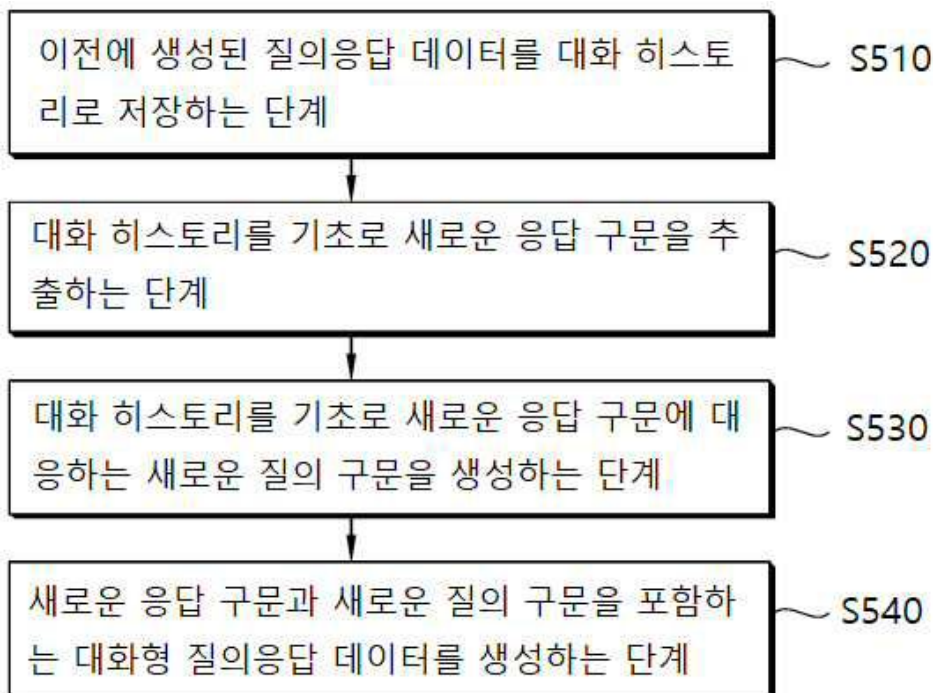 이전에 생성된 질의응답 데이터를 대화 히스토
리로 저장하는 단계
S510
대화 히스토리를 기초로 새로운 응답 구문을 추
출하는 단계
S520
대화 히스토리를 기초로 새로운 응답 구문에 대
응하는 새로운 질의 구문을 생성하는 단계
S530
새로운 응답 구문과 새로운 질의 구문을 포함하
는 대화형 질의응답 데이터를 생성하는 단계
S540